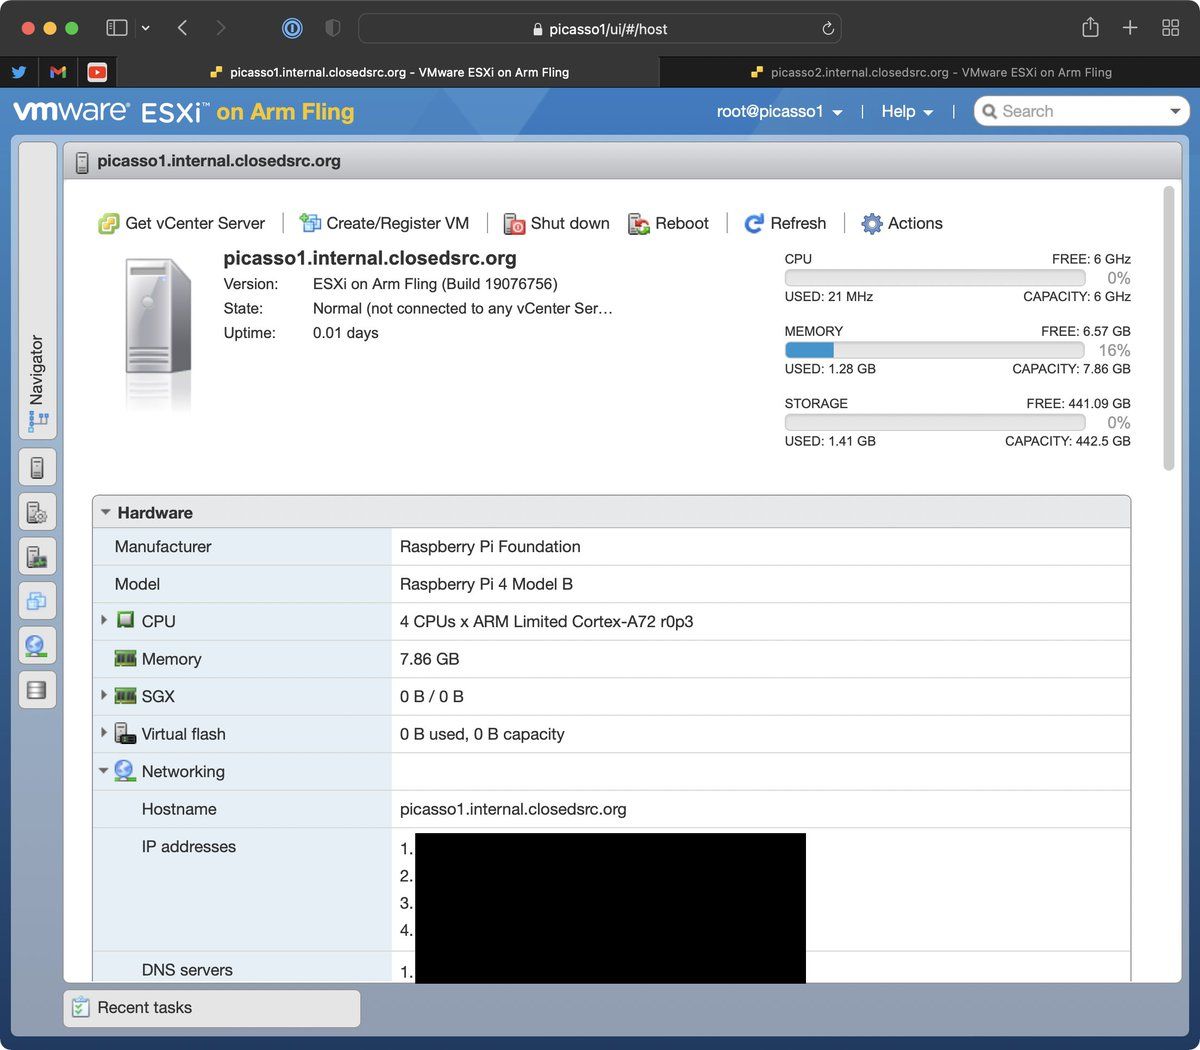 picasso1/ui/#/host
picasso1.internal.closedsrc.org - VMware ESXi on Arm Fling
picasso2.internal.closedsrc.org - VMware ESXi on Arm Fling
vmware® ESXi™ on Arm Fling
root@picasso1 | Help | Search
Navigator
picasso1.internal.closedsrc.org
Get vCenter Server | Create/Register VM | Shut down Reboot | Refresh | Actions
picasso1.internal.closedsrc.org
Version: ESXi on Arm Fling (Build 19076756)
State: Normal (not connected to any vCenter Ser…
Uptime: 0.01 days
CPU FREE: 6 GHz
0%
USED: 21 MHz CAPACITY: 6 GHz
MEMORY FREE: 6.57 GB
16%
USED: 1.28 GB CAPACITY: 7.86 GB
STORAGE FREE: 441.09 GB
0%
USED: 1.41 GB CAPACITY: 442.5 GB
Hardware
Manufacturer Raspberry Pi Foundation
Model Raspberry Pi 4 Model B
CPU 4 CPUs x ARM Limited Cortex-A72 r0p3
Memory 7.86 GB
SGX 0 B / 0 B
Virtual flash 0 B used, 0 B capacity
Networking
Hostname picasso1.internal.closedsrc.org
IP addresses 1.
2.
3.
4.
DNS servers 1.
Recent tasks